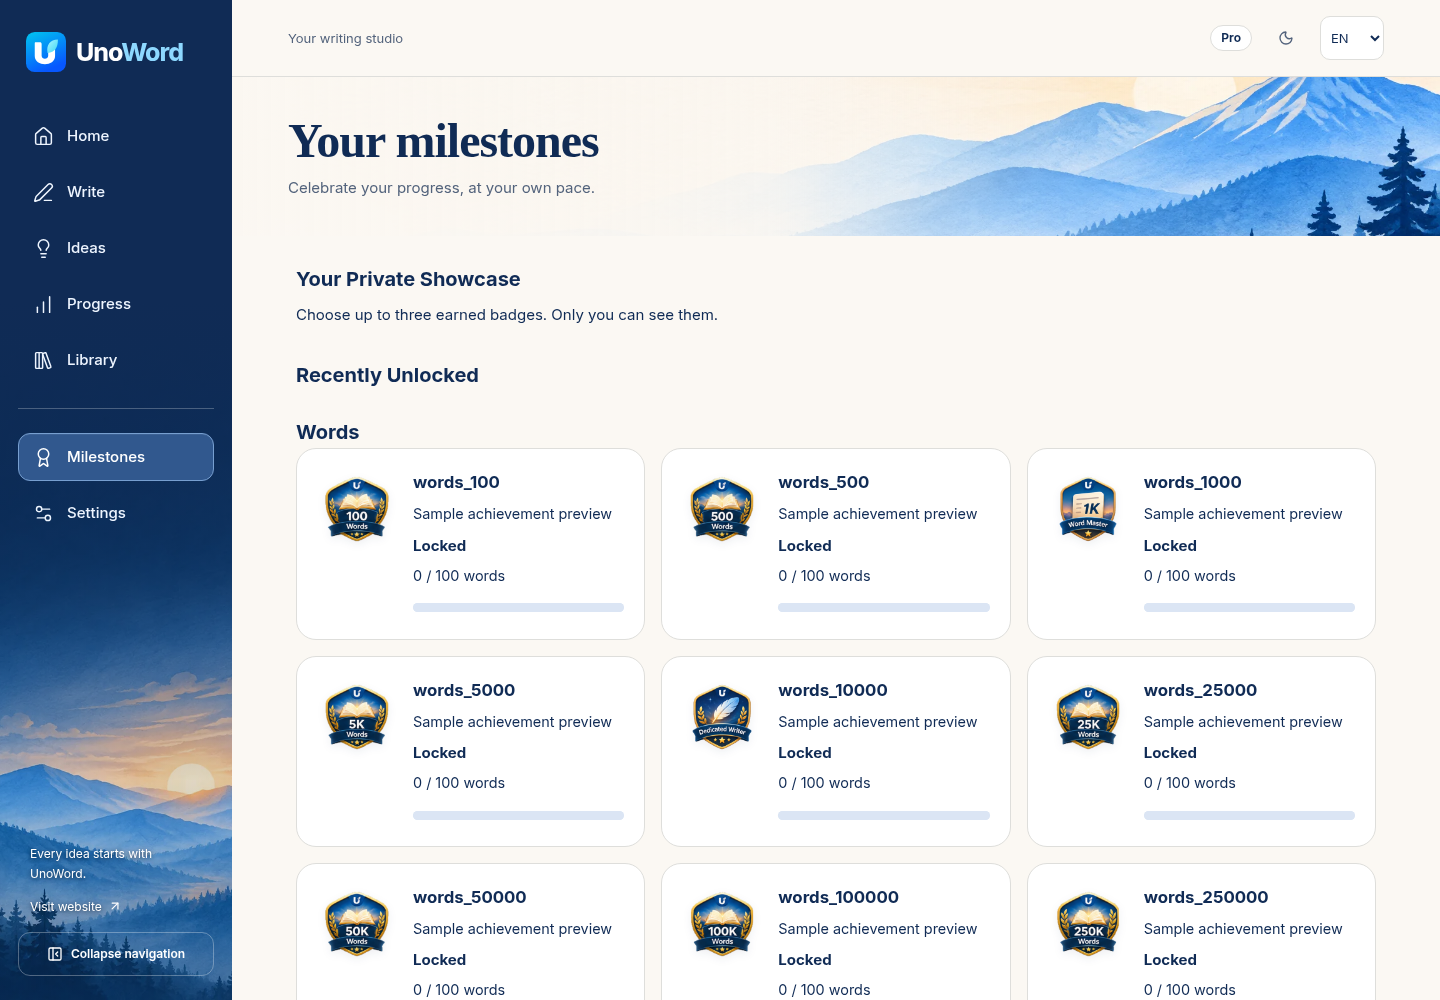 UnoWord
Home
Write
Ideas
Progress
Library
Milestones
Settings
Every idea starts with
UnoWord.
Visit website
Collapse navigation
Your writing studio
Pro
EN
Your milestones
Celebrate your progress, at your own pace.
Your Private Showcase
Choose up to three earned badges. Only you can see them.
Recently Unlocked
Words
100
Words
words_100
Sample achievement preview
Locked
0 / 100 words
500
Words
words_500
Sample achievement preview
Locked
0 / 100 words
1K
Word Master
words_1000
Sample achievement preview
Locked
0 / 100 words
5K
Words
words_5000
Sample achievement preview
Locked
0 / 100 words
Dedicated Writer
words_10000
Sample achievement preview
Locked
0 / 100 words
25K
Words
words_25000
Sample achievement preview
Locked
0 / 100 words
50K
Words
words_50000
Sample achievement preview
Locked
0 / 100 words
100K
Words
words_100000
Sample achievement preview
Locked
0 / 100 words
250K
Words
words_250000
Sample achievement preview
Locked
0 / 100 words